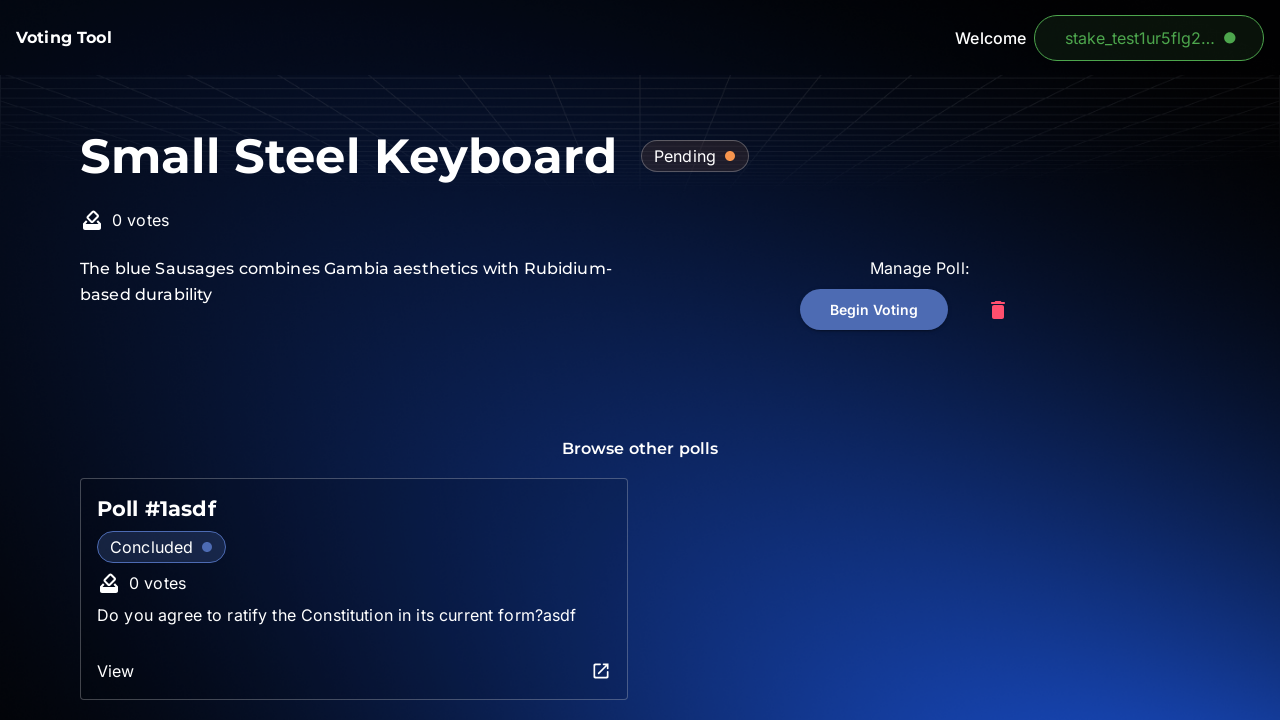 Voting Tool
Welcome
stake_test1ur5flg2...
Small Steel Keyboard
Pending
0 votes
The blue Sausages combines Gambia aesthetics with Rubidium-
based durability
Manage Poll:
Begin Voting
Browse other polls
Poll #1asdf
Concluded
0 votes
Do you agree to ratify the Constitution in its current form?asdf
View